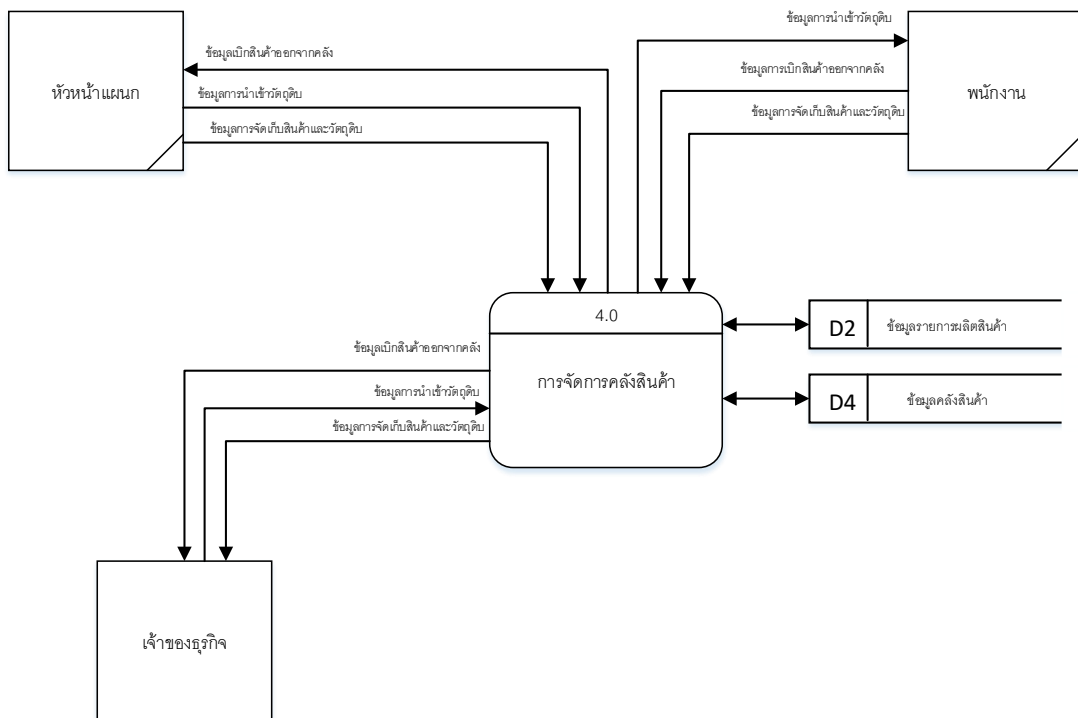 ข้อมูลการนำเข้าวัตถุดิบ
ข้อมูลเบิกสินค้าออกจากคลัง
ข้อมูลการเบิกสินค้าออกจากคลัง
หัวหน้าแผนก
ข้อมูลการนำเข้าวัตถุดิบ
พนักงาน
ข้อมูลการจัดเก็บสินค้าและวัตถุดิบ
ข้อมูลการจัดเก็บสินค้าและวัตถุดิบ
4.0
D2
ข้อมูลรายการผลิตสินค้า
ข้อมูลเบิกสินค้าออกจากคลัง
การจัดการคลังสินค้า
ข้อมูลการนำเข้าวัตถุดิบ
D4
ข้อมูลคลังสินค้า
ข้อมูลการจัดเก็บสินค้าและวัตถุดิบ
เจ้าของธุรกิจ